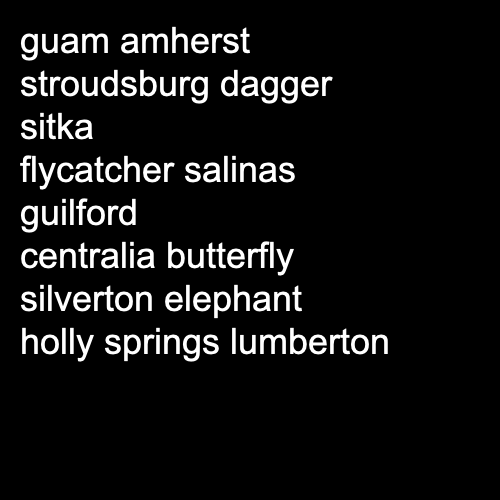 guam amherst
stroudsburg dagger
sitka
flycatcher salinas
guilford
centralia butterfly
silverton elephant
holly springs lumberton